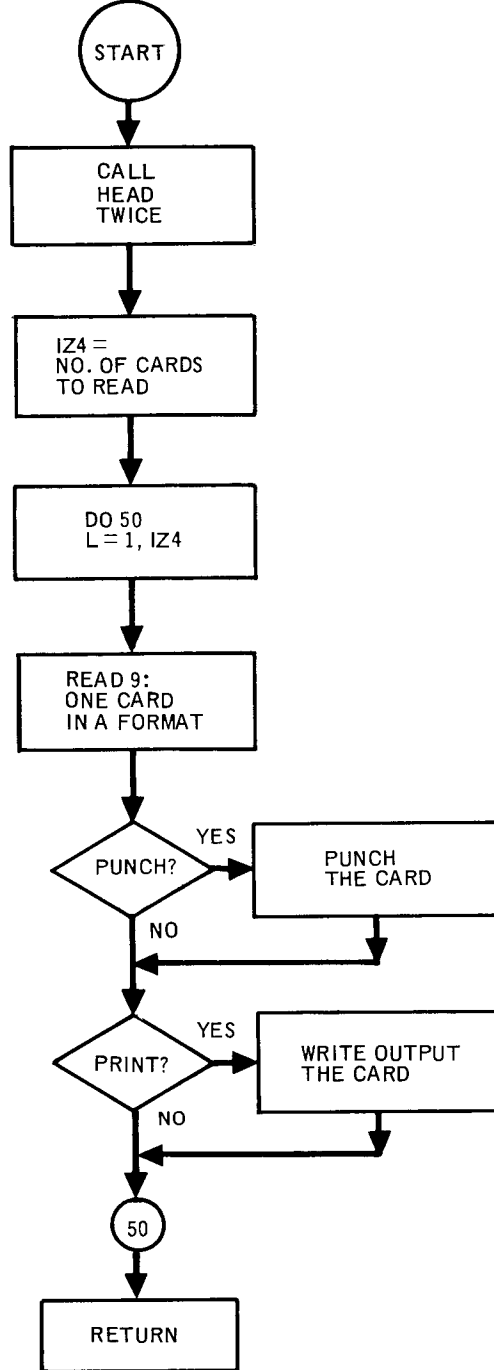 START
CALL
HEAD
TWICE
IZ4 =
NO. OF CARDS
TO READ
DO 50
L = 1, IZ4
READ 9:
ONE CARD
IN A FORMAT
PUNCH?
YES
PUNCH
THE CARD
NO
PRINT?
YES
WRITE OUTPUT
THE CARD
NO
50
RETURN